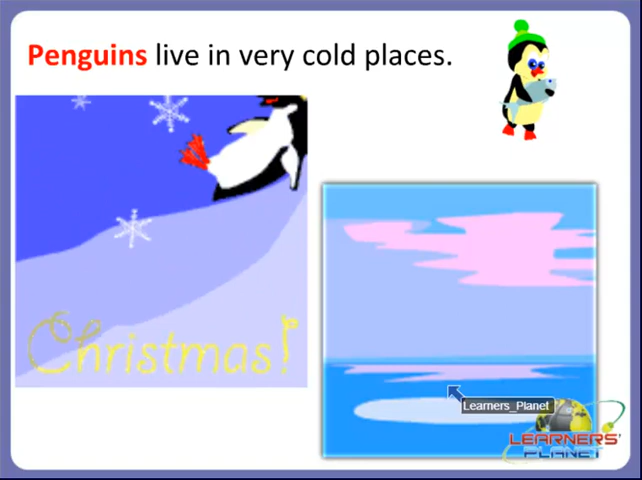 Penguins live in very cold places.
Christmas!
Learners_Planet
LEARNERS'
PLANET